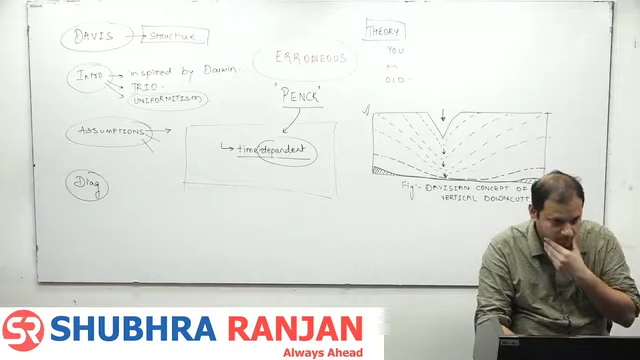 DAVIS
Structure
Intro
inspired by Darwin.
TRIO.
UNIFORMITISM
ASSUMPTIONS
Diag
ERRONEOUS
'PENCK'
time dependent
THEORY
YOU
M
OLD
Fig:- DAVISIAN CONCEPT OF
VERTICAL DOWNCUTT
SR SHUBHRA RANJAN
Always Ahead